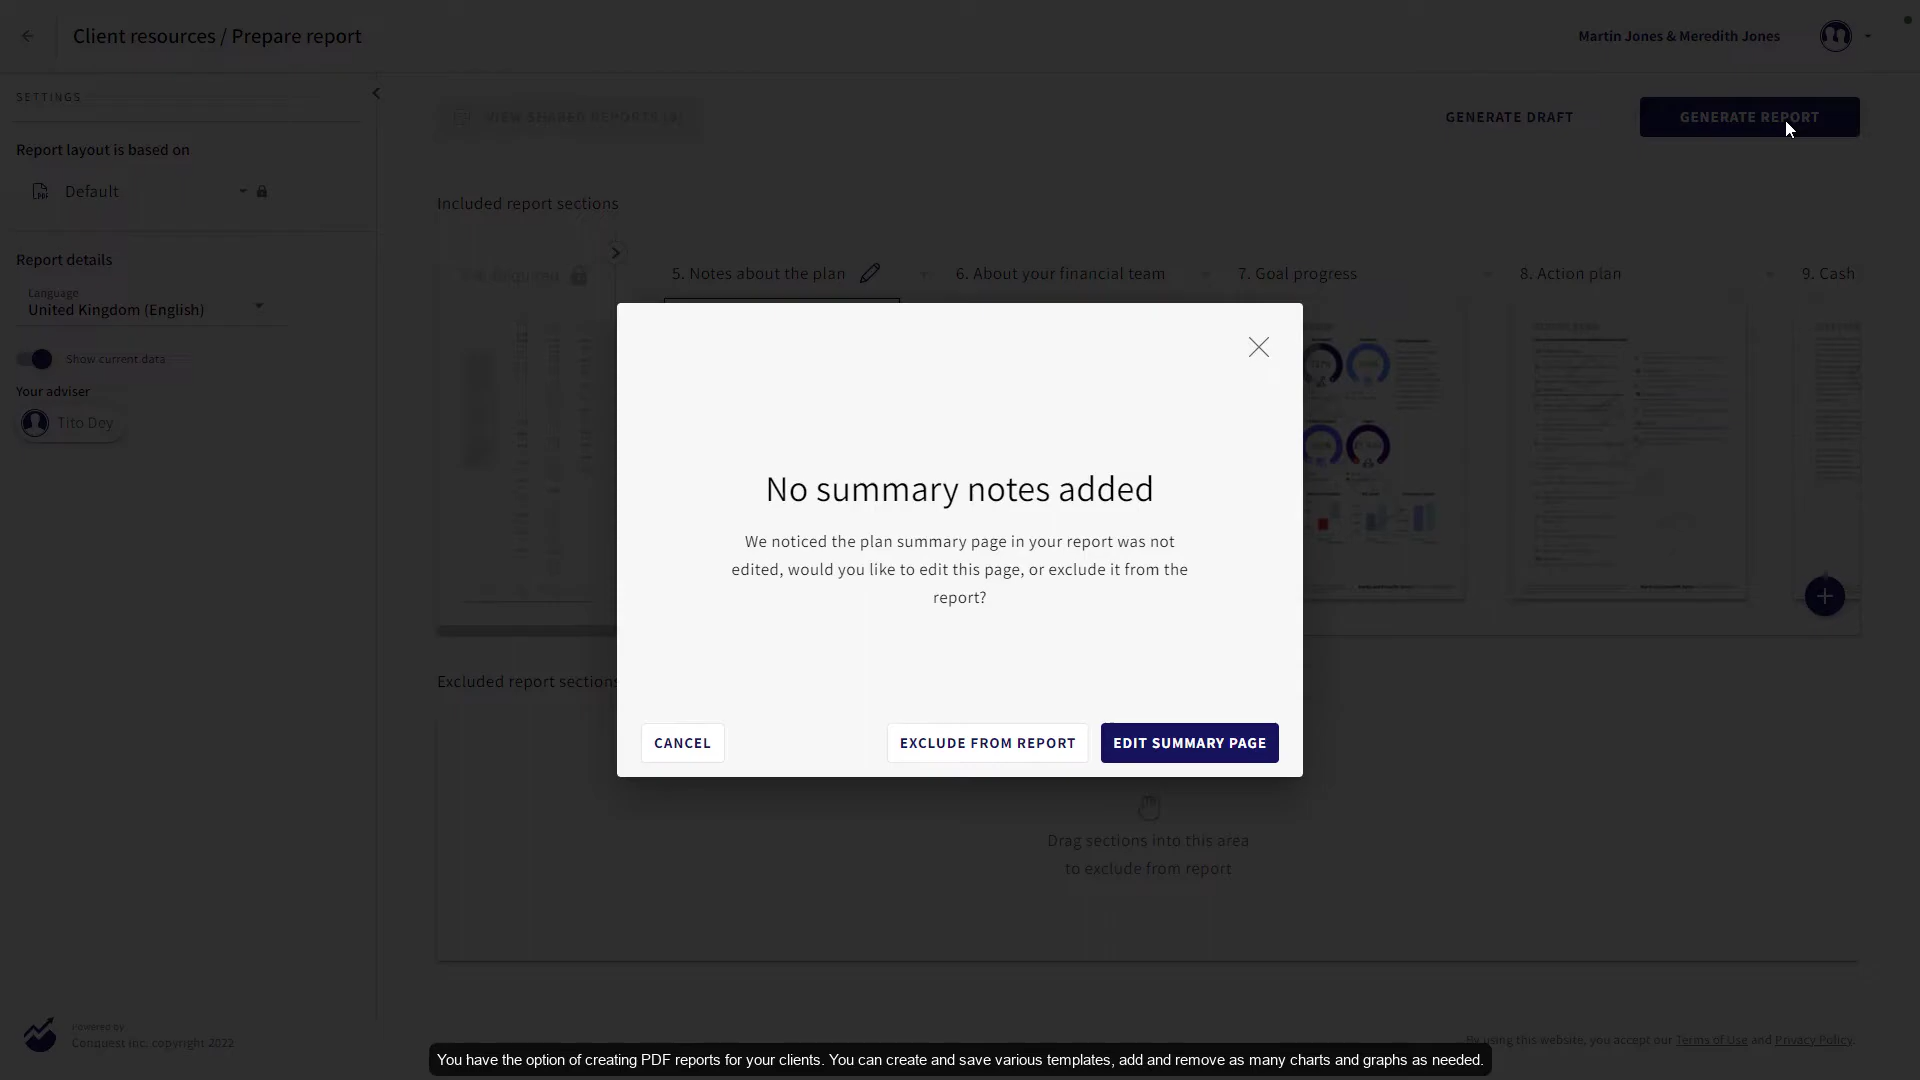 Client resources / Prepare report
Martin Jones & Meredith Jones
SETTINGS
VIEW SHARED REPORTS
GENERATE DRAFT
GENERATE REPORT
Report layout is based on
Default
Included report sections
Report details
Language
United Kingdom (English)
Show current data
Your adviser
Tito Dey
Required
5. Notes about the plan
6. About your financial team
7. Goal progress
8. Action plan
9. Cash
No summary notes added
We noticed the plan summary page in your report was not
edited, would you like to edit this page, or exclude it from the
report?
CANCEL
EXCLUDE FROM REPORT
EDIT SUMMARY PAGE
Excluded report sections
Drag sections into this area
to exclude from report
Powered by
Conquest Inc. copyright 2022
By using this website, you accept our Terms of Use and Privacy Policy.
You have the option of creating PDF reports for your clients. You can create and save various templates, add and remove as many charts and graphs as needed.